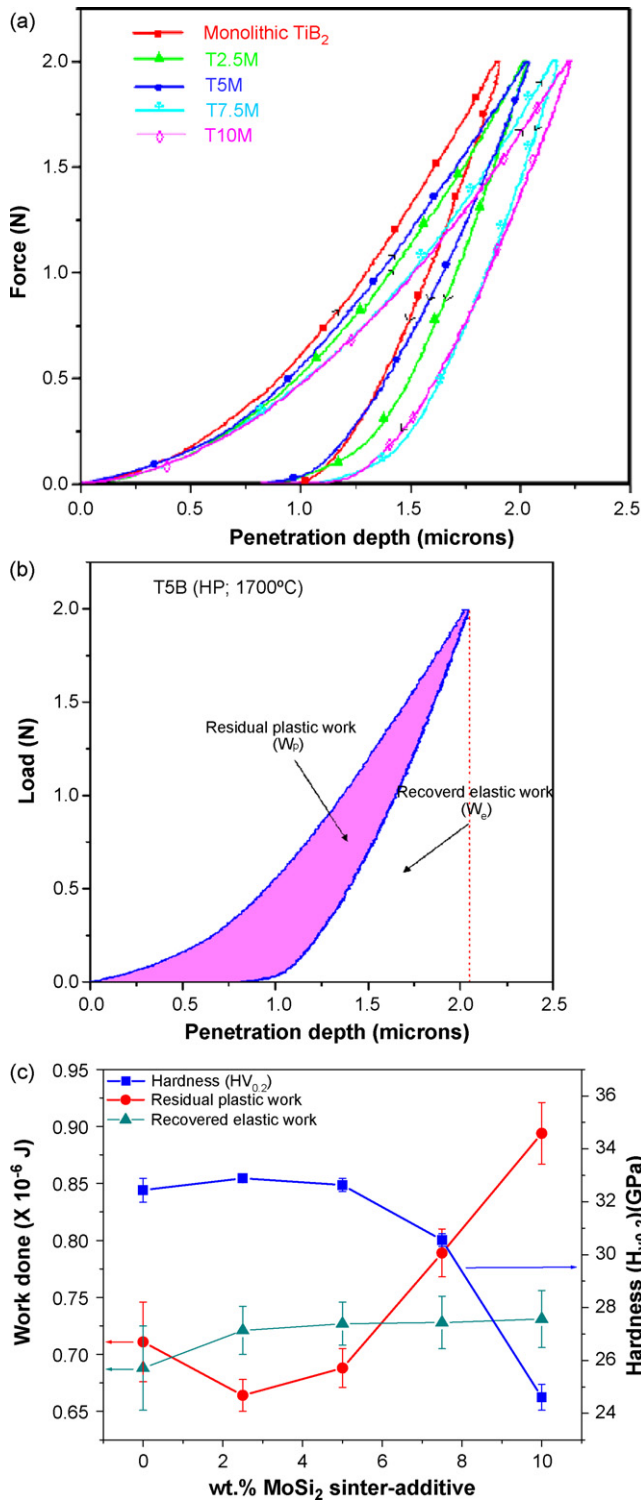 (a)
Monolithic TiB2
T2.5M
T5M
T7.5M
T10M
2.0
1.5
1.0
0.5
0.0
Force (N)
0.0 0.5 1.0 1.5 2.0 2.5
Penetration depth (microns)
(b)
T5B (HP; 1700ºC)
2.0
1.5
1.0
0.5
0.0
Load (N)
Residual plastic work
(Wp)
Recoverd elastic work
(We)
0.0 0.5 1.0 1.5 2.0 2.5
Penetration depth (microns)
(c)
Hardness (HV0.2)
Residual plastic work
Recovered elastic work
0.95
0.90
0.85
0.80
0.75
0.70
0.65
Work done (X 10-6 J)
36
34
32
30
28
26
24
Hardness (Hv0.2)(GPa)
0 2 4 6 8 10
wt.% MoSi2 sinter-additive